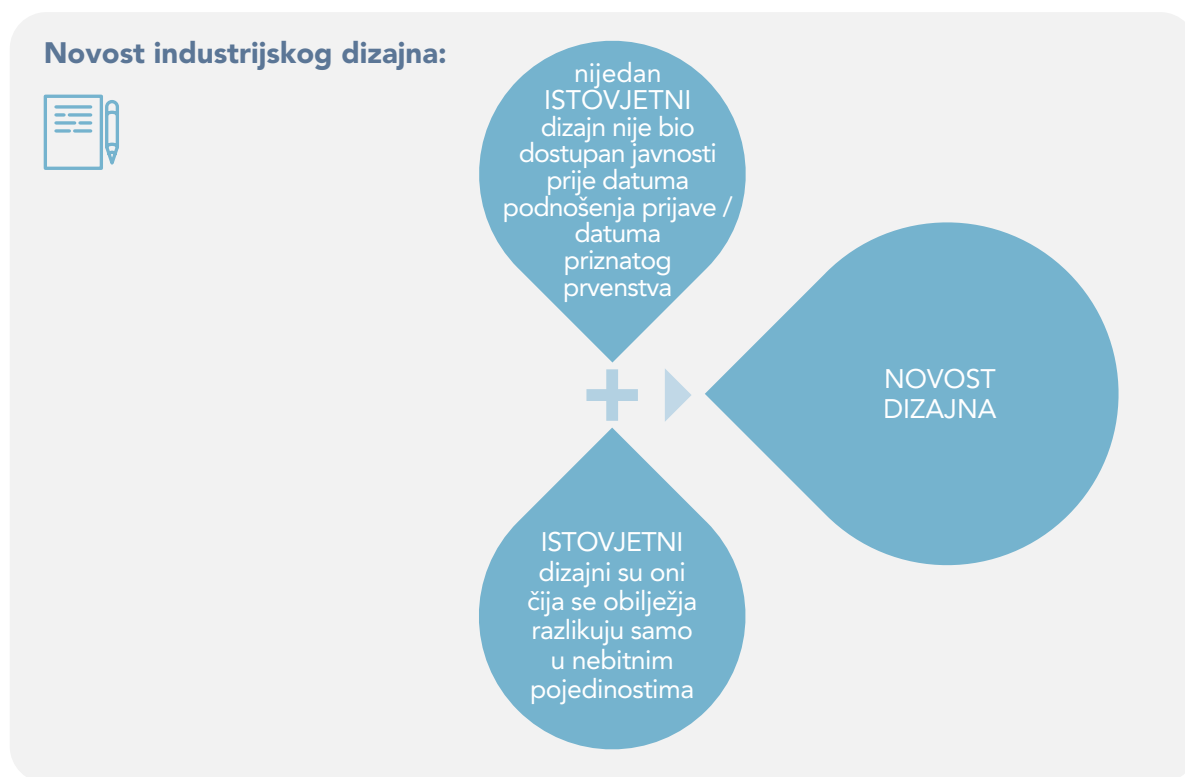 Novost industrijskog dizajna:
nijedan
ISTOVJETNI
dizajn nije bio
dostupan javnosti
prije datuma
podnošenja prijave /
datuma
priznatog
prvenstva
NOVOST
DIZAJNA
ISTOVJETNI
dizajni su oni
čija se obilježja
razlikuju samo
u nebitnim
pojedinostima